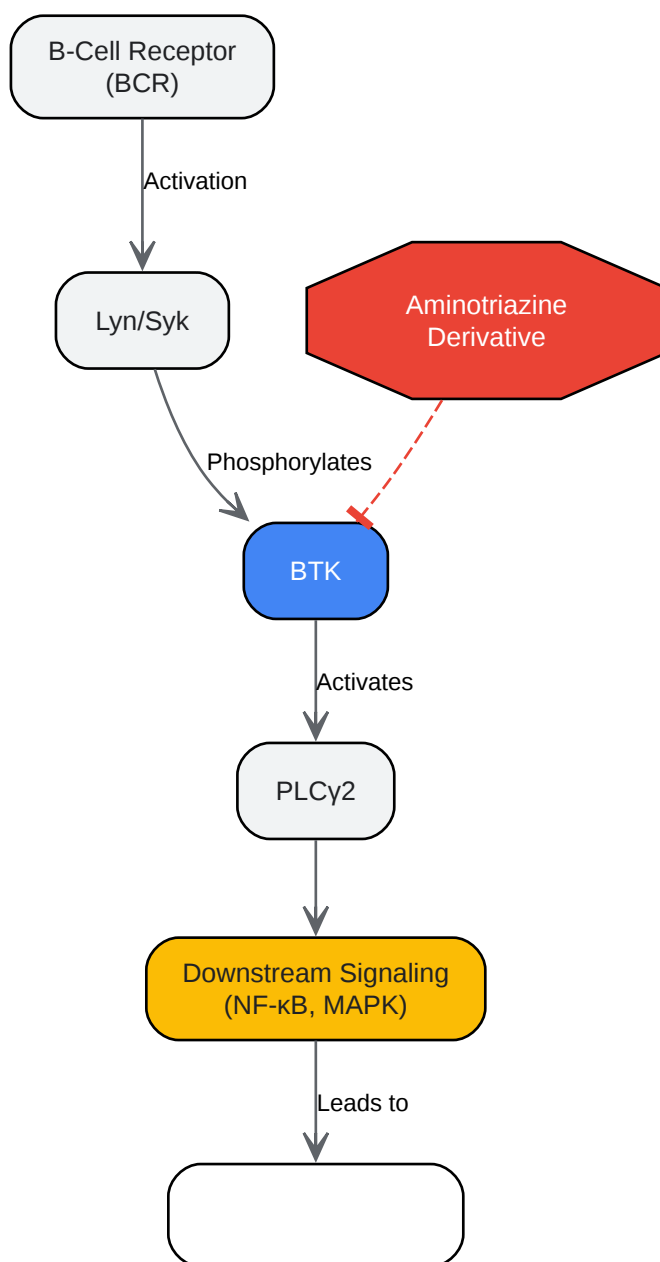 B-Cell Receptor
(BCR)
Activation
Lyn/Syk
Aminotriazine
Derivative
Phosphorylates
BTK
Activates
PLCγ2
Downstream Signaling
(NF-κB, MAPK)
Leads to